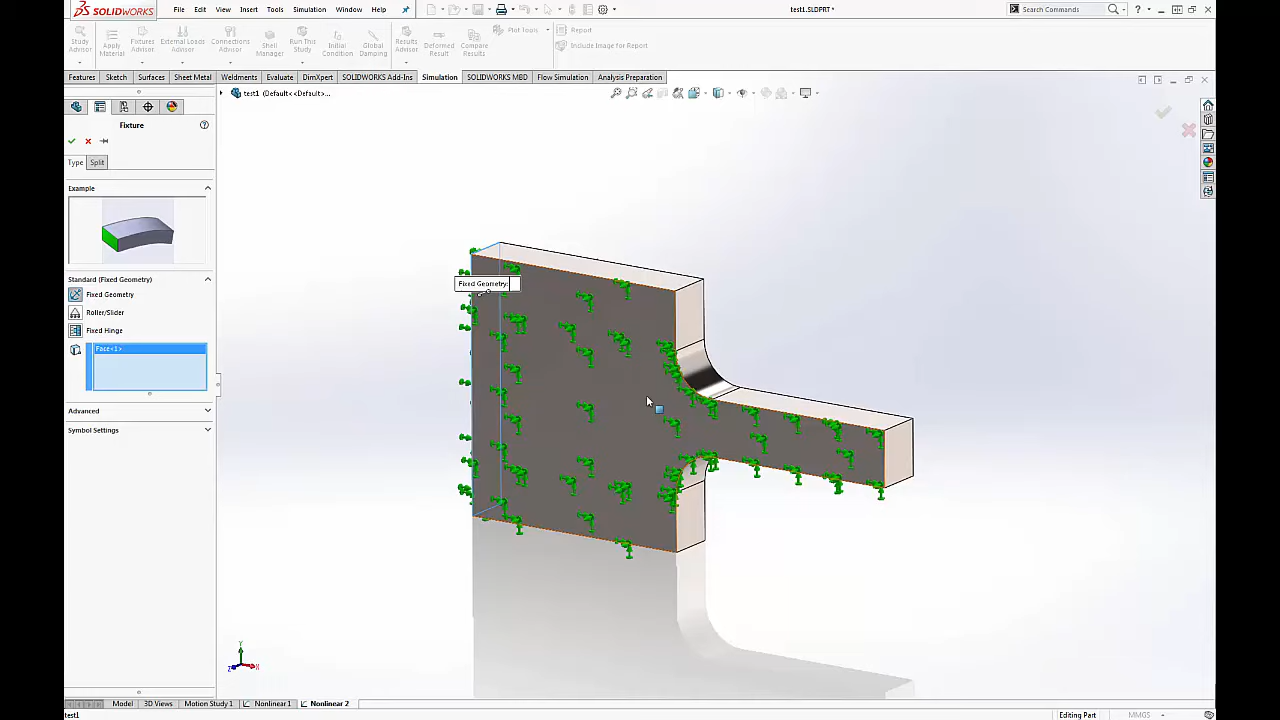 SOLIDWORKS File Edit View Insert Tools Simulation Window Help test1.SLDPRT * Search Commands ?
Study Advisor Apply Material Fixtures Advisor External Loads Advisor Connections Advisor Shell Manager Run This Study Initial Condition Global Damping Results Advisor Deformed Result Compare Results Plot Tools Report
Include Image for Report
Features Sketch Surfaces Sheet Metal Weldments Evaluate DimXpert SOLIDWORKS Add-Ins Simulation SOLIDWORKS MBD Flow Simulation Analysis Preparation
test1 (Default<<Default>...
Fixture
Type Split
Example
Standard (Fixed Geometry)
Fixed Geometry
Roller/Slider
Fixed Hinge
Face<1>
Advanced
Symbol Settings
Fixed Geometry:
Y
Z X
Model 3D Views Motion Study 1 Nonlinear 1 Nonlinear 2
test1 Editing Part MMGS